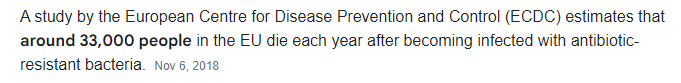 A study by the European Centre for Disease Prevention and Control (ECDC) estimates that
around 33,000 people in the EU die each year after becoming infected with antibiotic-
resistant bacteria. Nov 6, 2018